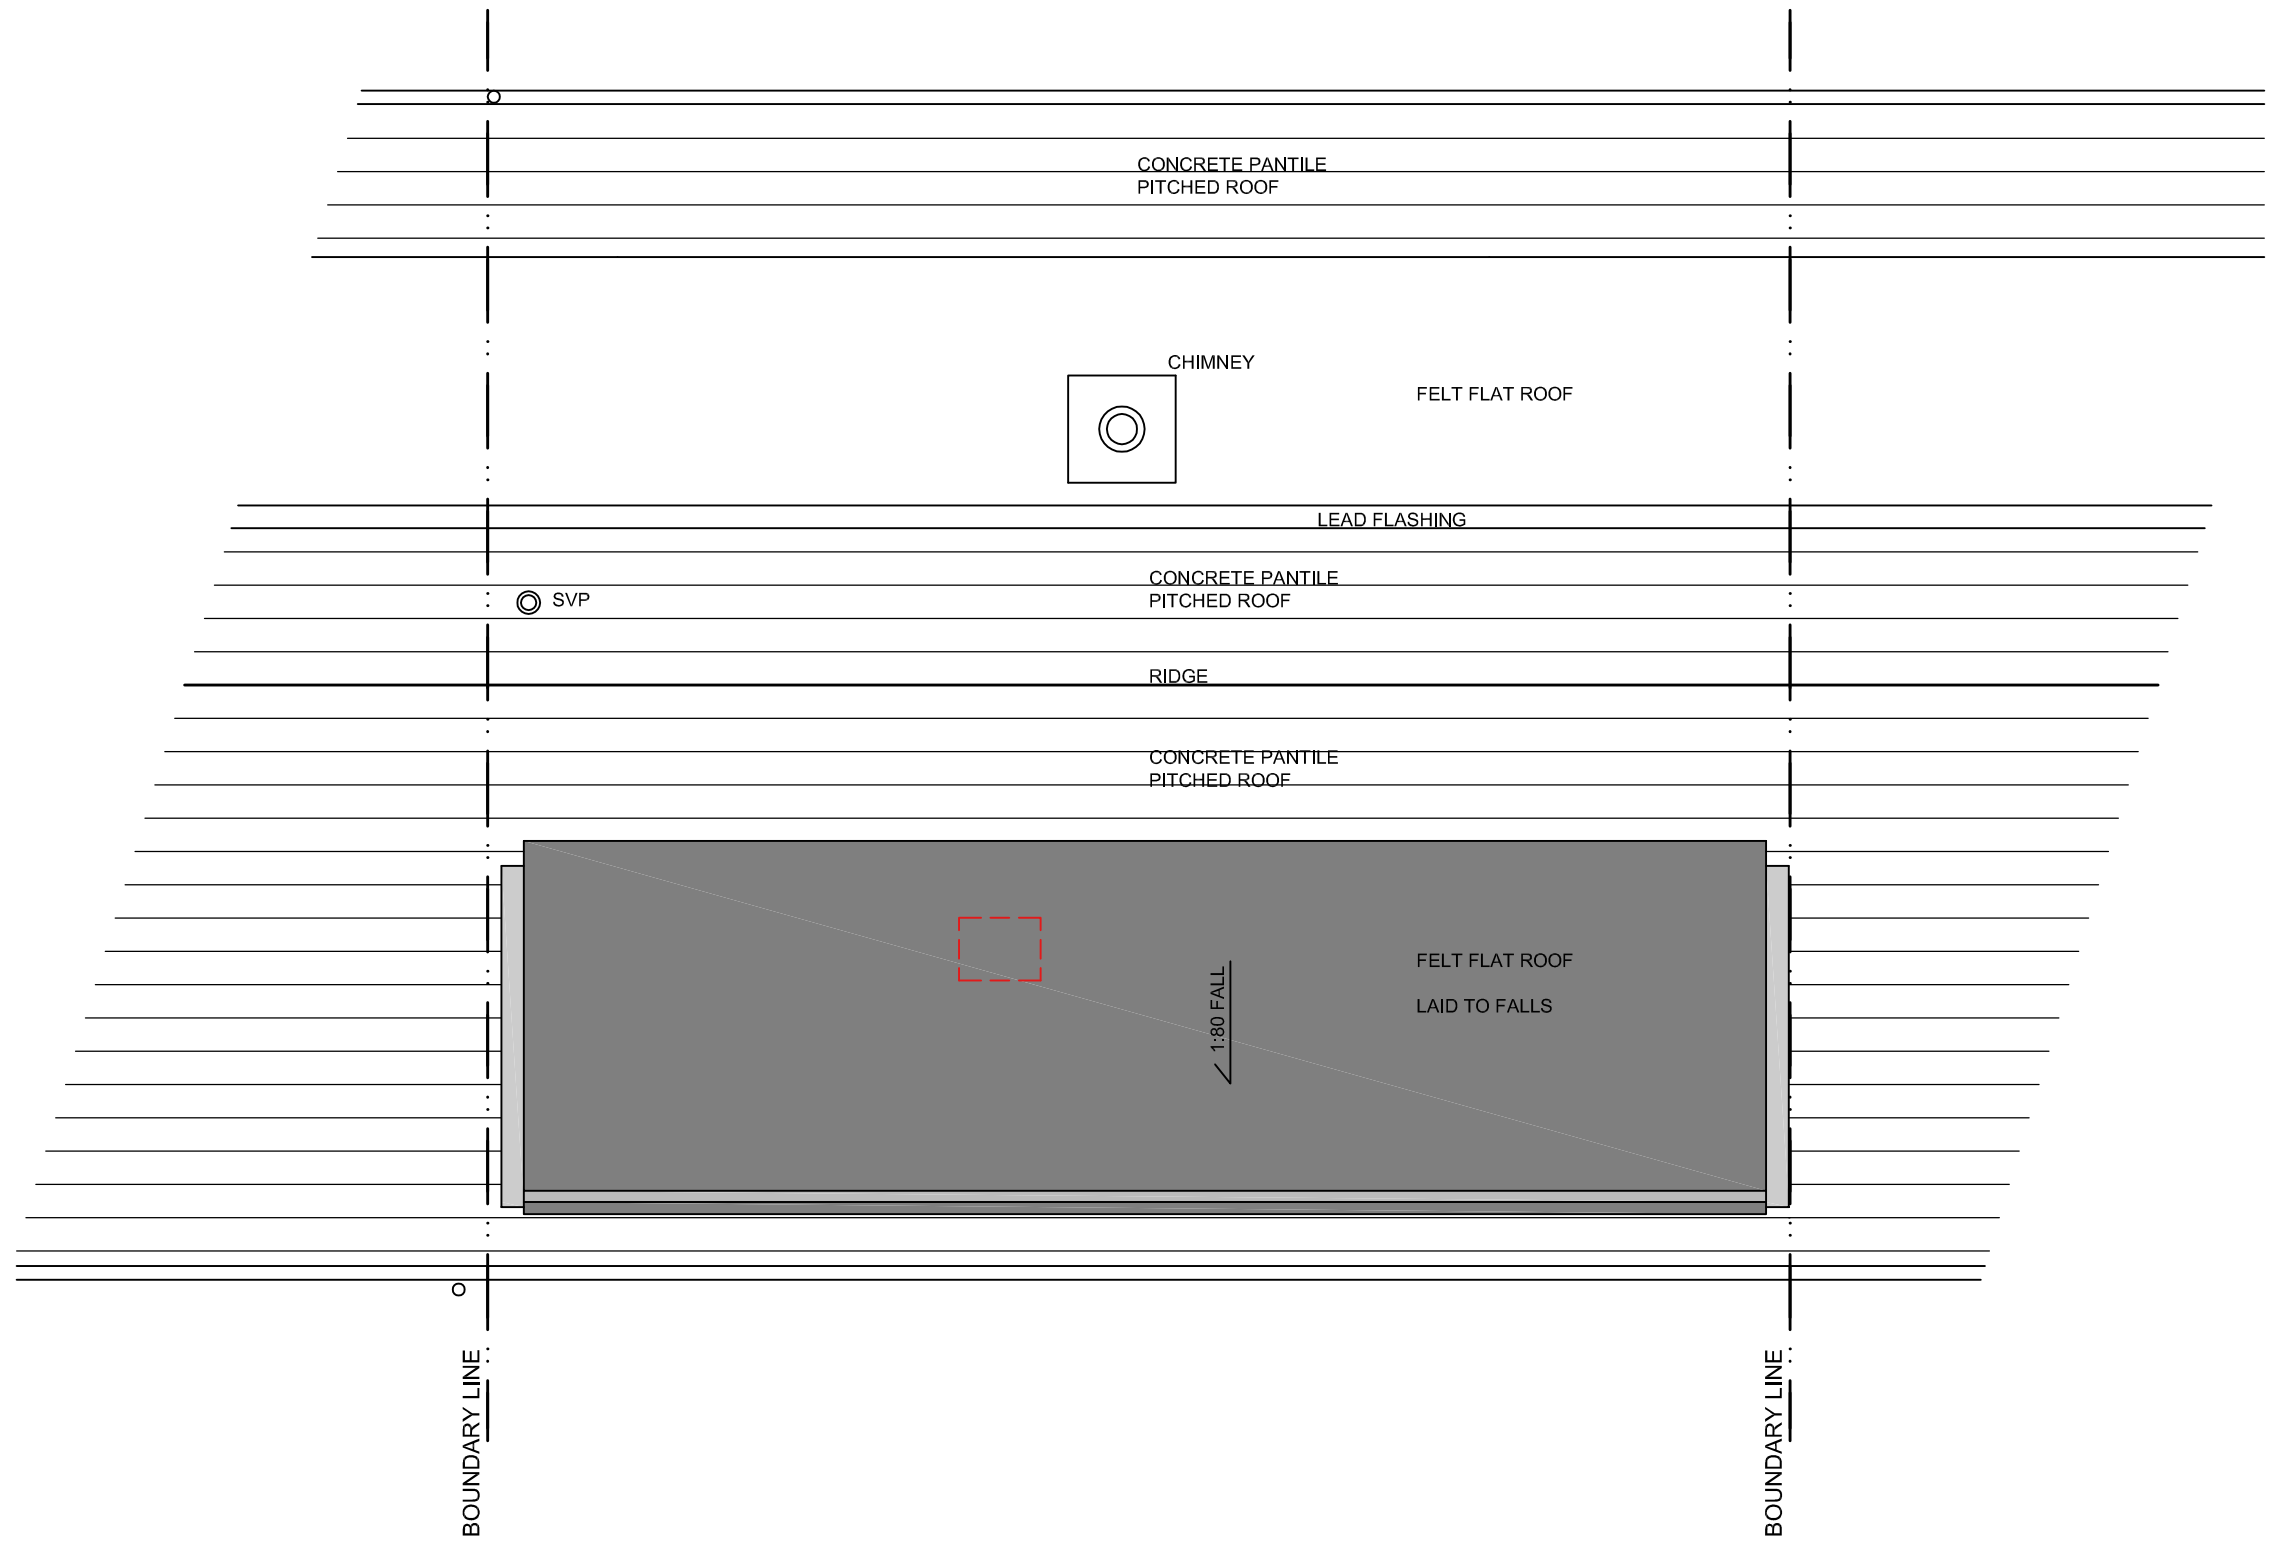 CONCRETE PANTILE
PITCHED ROOF
CHIMNEY
FELT FLAT ROOF
LEAD FLASHING
CONCRETE PANTILE
PITCHED ROOF
SVP
RIDGE
CONCRETE PANTILE
PITCHED ROOF
FELT FLAT ROOF
LAID TO FALLS
1:80 FALL
BOUNDARY LINE
BOUNDARY LINE